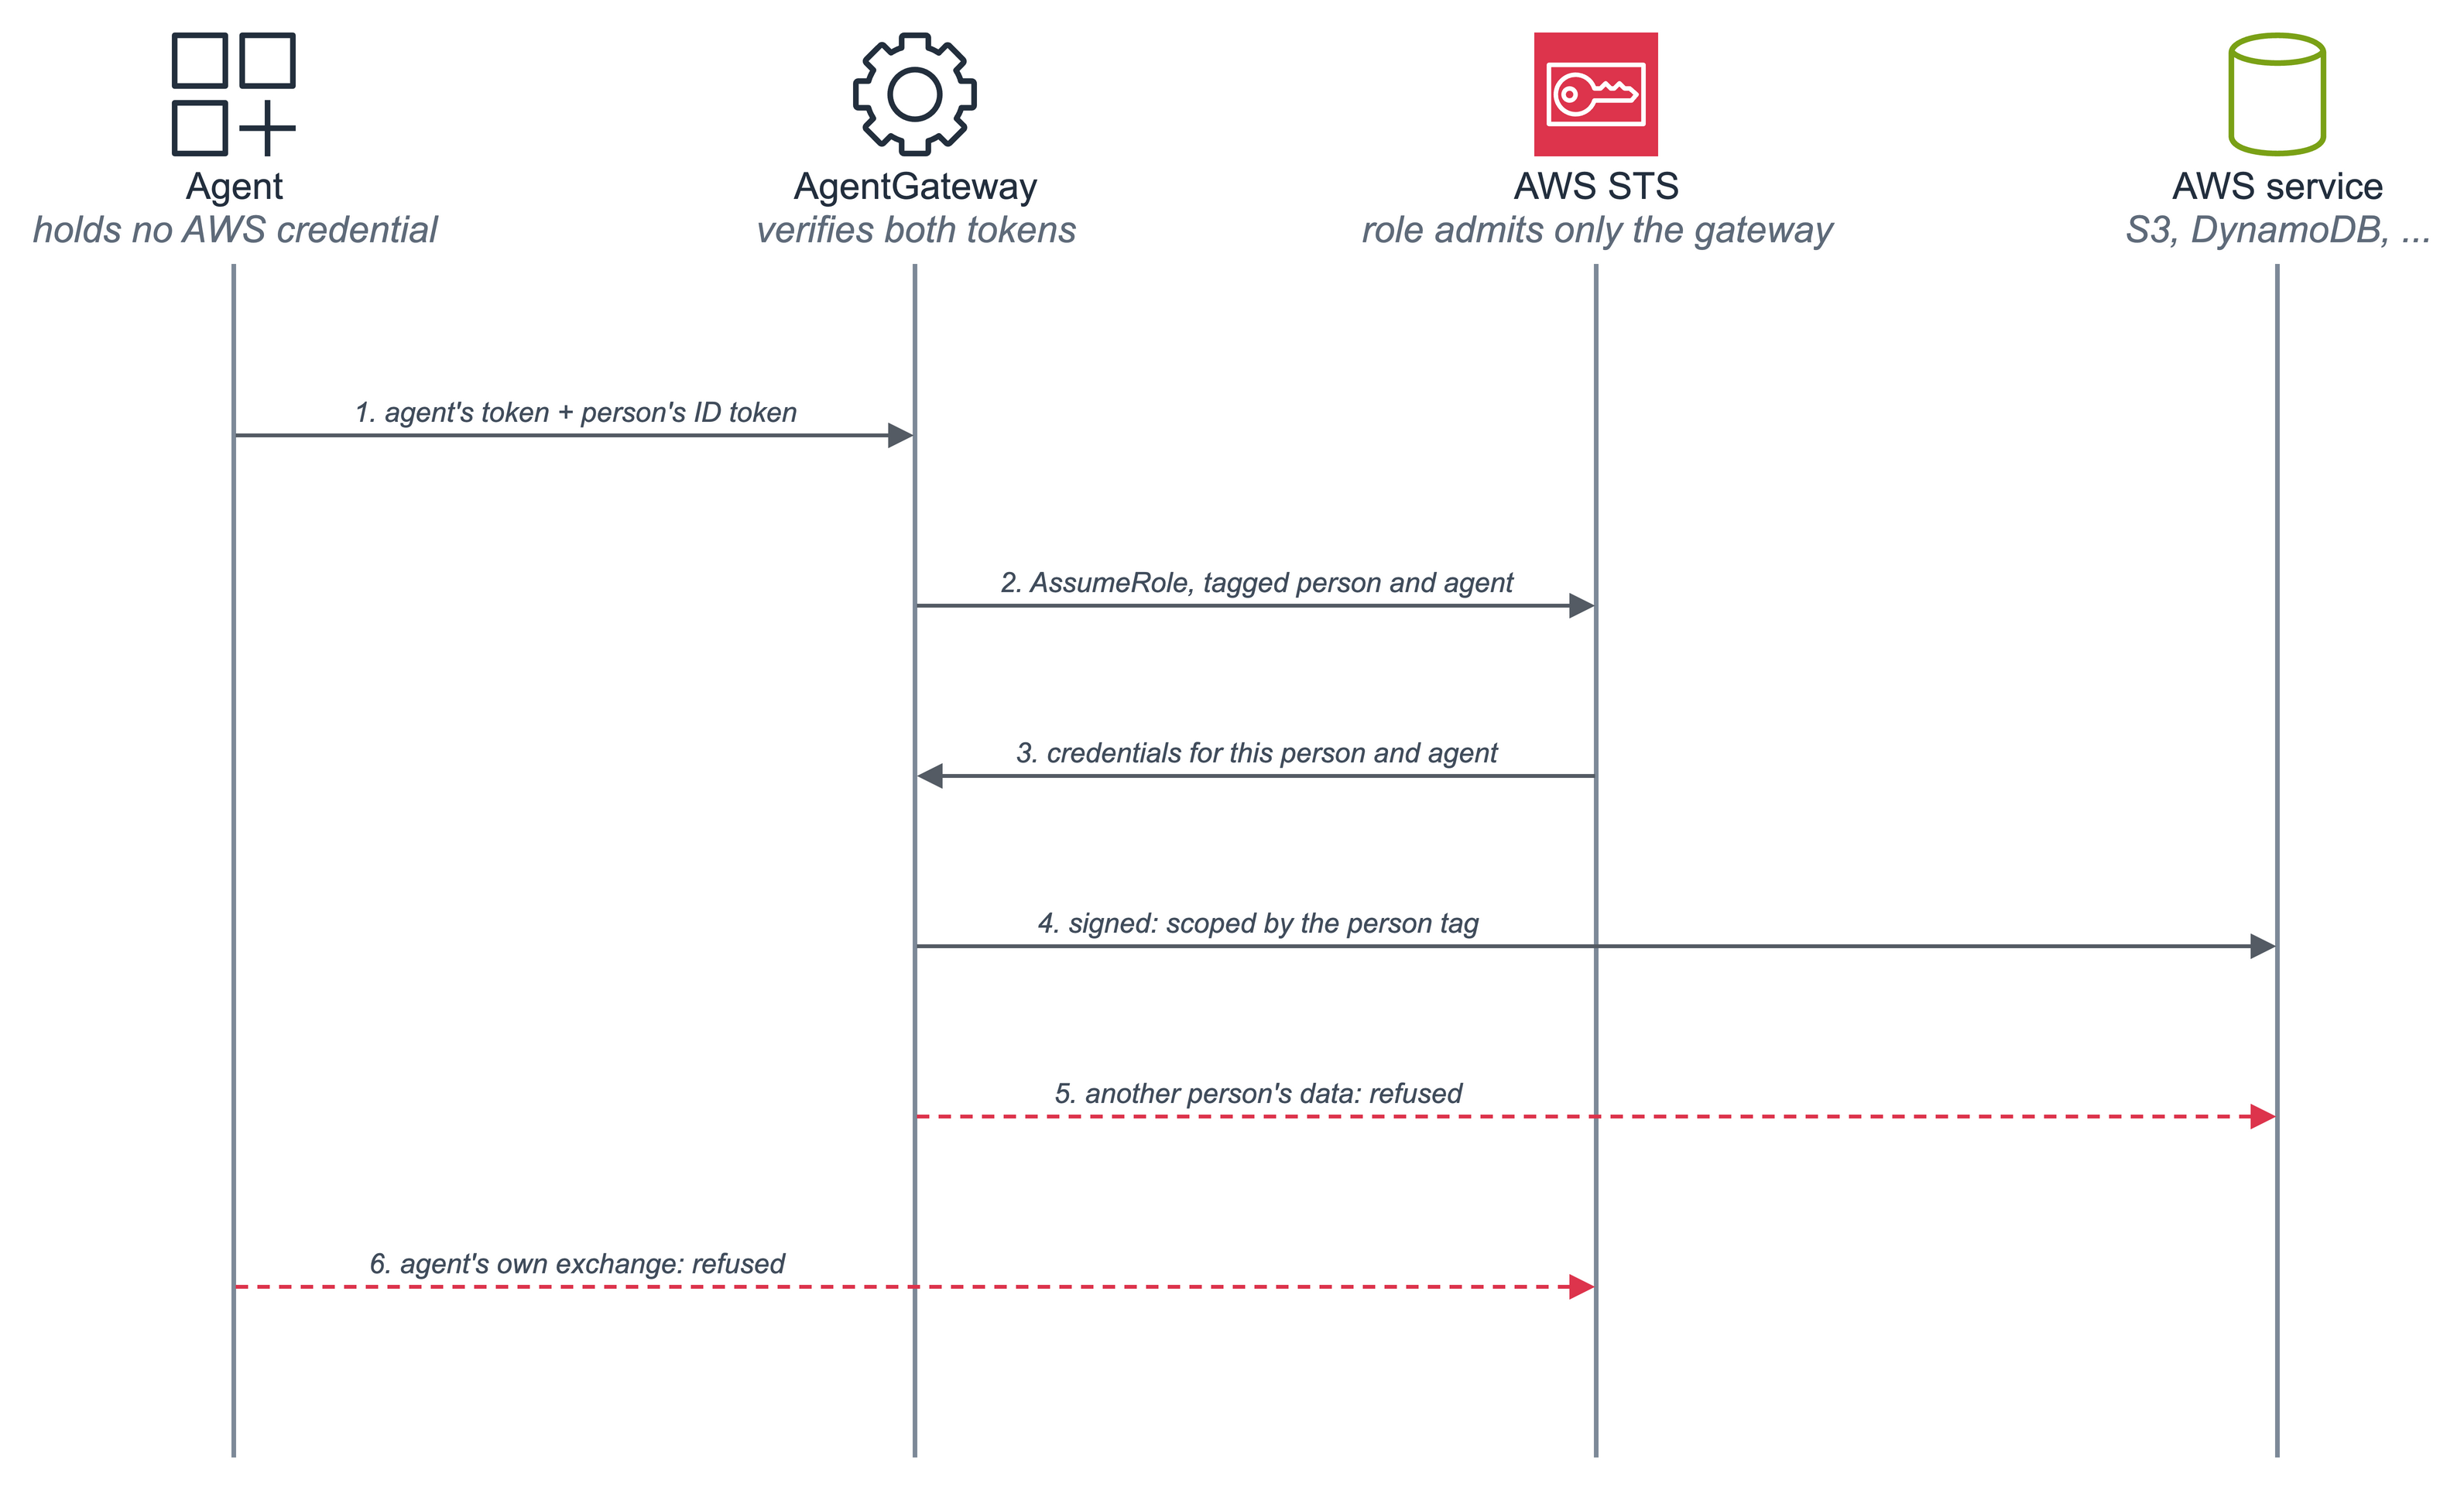 Agent
holds no AWS credential
AgentGateway
verifies both tokens
AWS STS
role admits only the gateway
AWS service
S3, DynamoDB, ...
1. agent's token + person's ID token
2. AssumeRole, tagged person and agent
3. credentials for this person and agent
4. signed: scoped by the person tag
5. another person's data: refused
6. agent's own exchange: refused